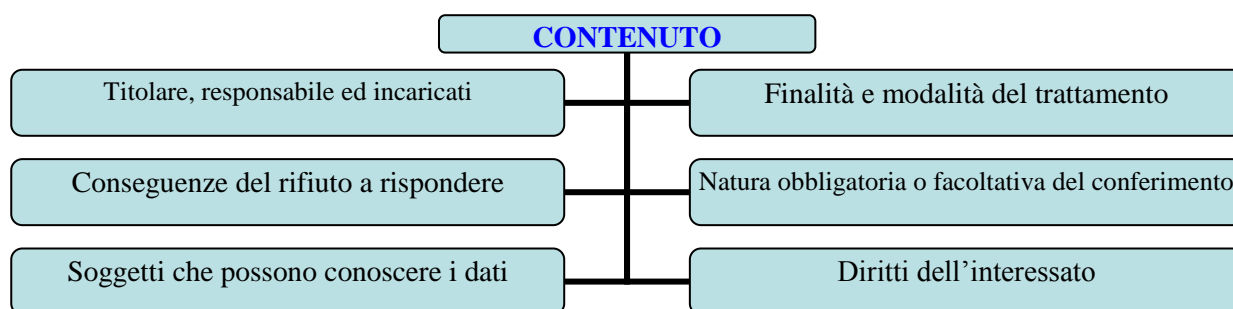 CONTENUTO
Titolare, responsabile ed incaricati
Finalità e modalità del trattamento
Conseguenze del rifiuto a rispondere
Natura obbligatoria o facoltativa del conferimento
Soggetti che possono conoscere i dati
Diritti dell’interessato